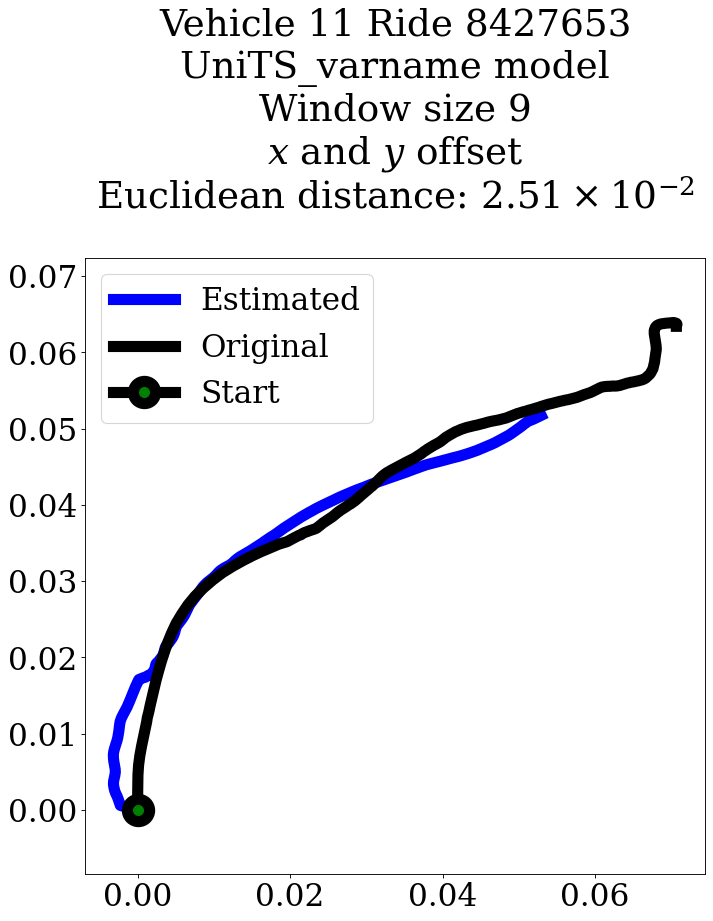 Vehicle 11 Ride 8427653
UniTS_varname model
Window size 9
x and y offset
Euclidean distance: 2.51 × 10⁻²
Estimated
Original
Start
0.07
0.06
0.05
0.04
0.03
0.02
0.01
0.00
0.00 0.02 0.04 0.06